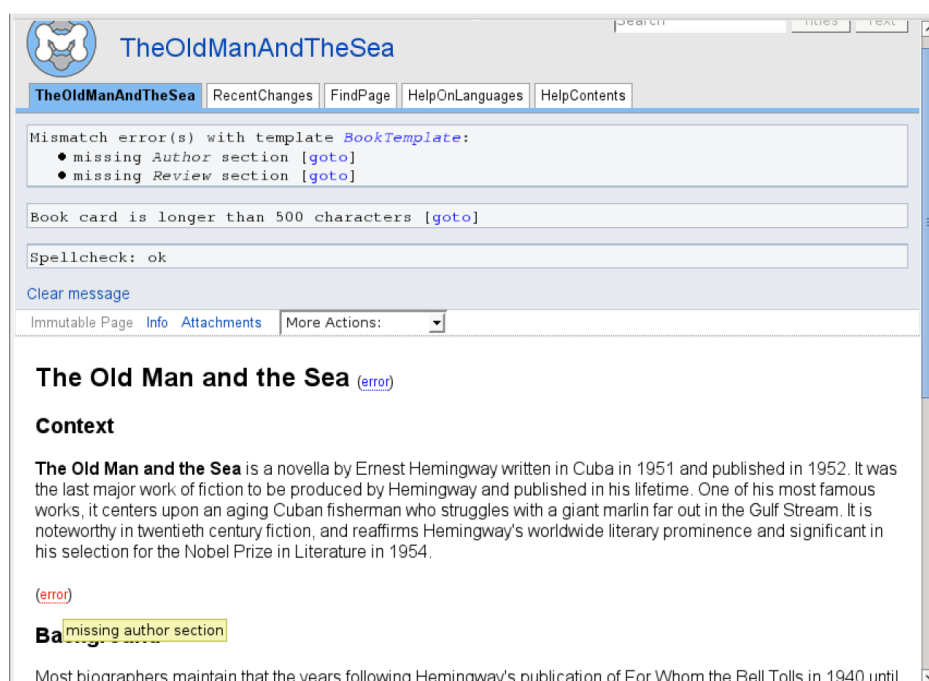 Search Titles Text
TheOldManAndTheSea
TheOldManAndTheSea RecentChanges FindPage HelpOnLanguages HelpContents
Mismatch error(s) with template BookTemplate:
● missing Author section [goto]
● missing Review section [goto]
Book card is longer than 500 characters [goto]
Spellcheck: ok
Clear message
Immutable Page Info Attachments More Actions:
The Old Man and the Sea (error)
Context
The Old Man and the Sea is a novella by Ernest Hemingway written in Cuba in 1951 and published in 1952. It was
the last major work of fiction to be produced by Hemingway and published in his lifetime. One of his most famous
works, it centers upon an aging Cuban fisherman who struggles with a giant marlin far out in the Gulf Stream. It is
noteworthy in twentieth century fiction, and reaffirms Hemingway's worldwide literary prominence and significant in
his selection for the Nobel Prize in Literature in 1954.
(error)
missing author section
Background
Most biographers maintain that the years following Hemingway's publication of For Whom the Bell Tolls in 1940 until